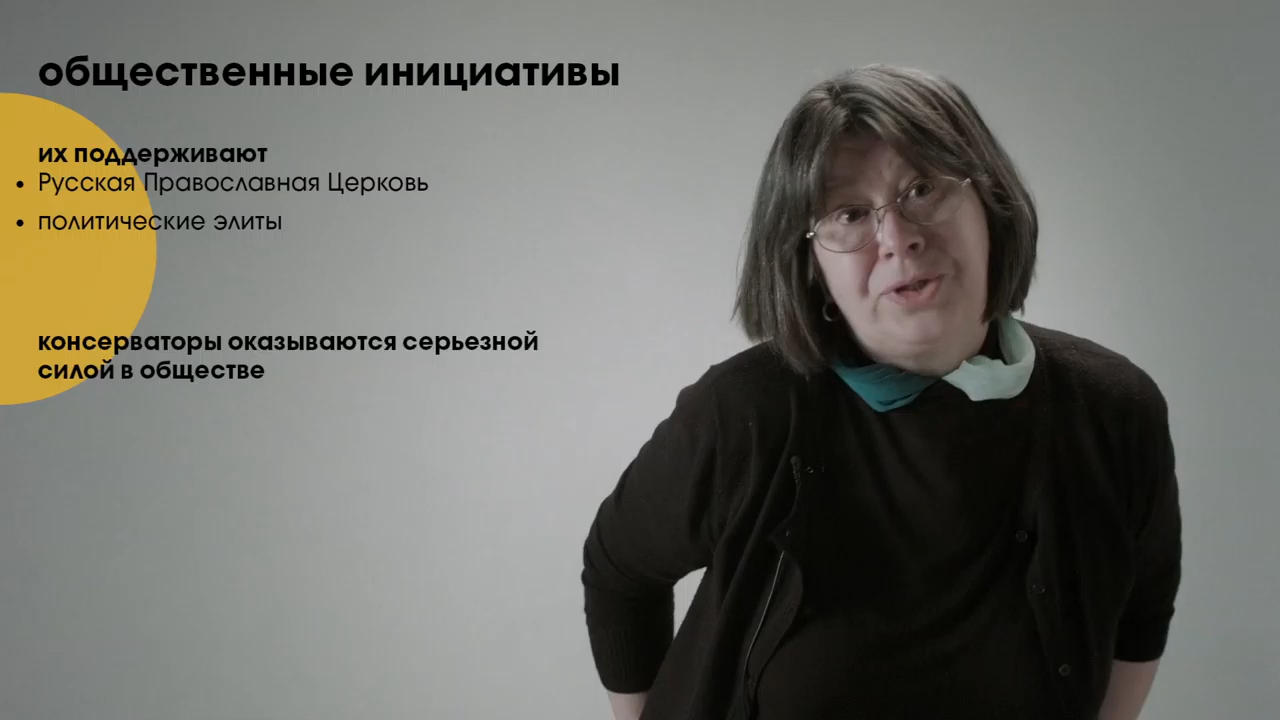 общественные инициативы
их поддерживают
• Русская Православная Церковь
• политические элиты
консерваторы оказываются серьезной
силой в обществе